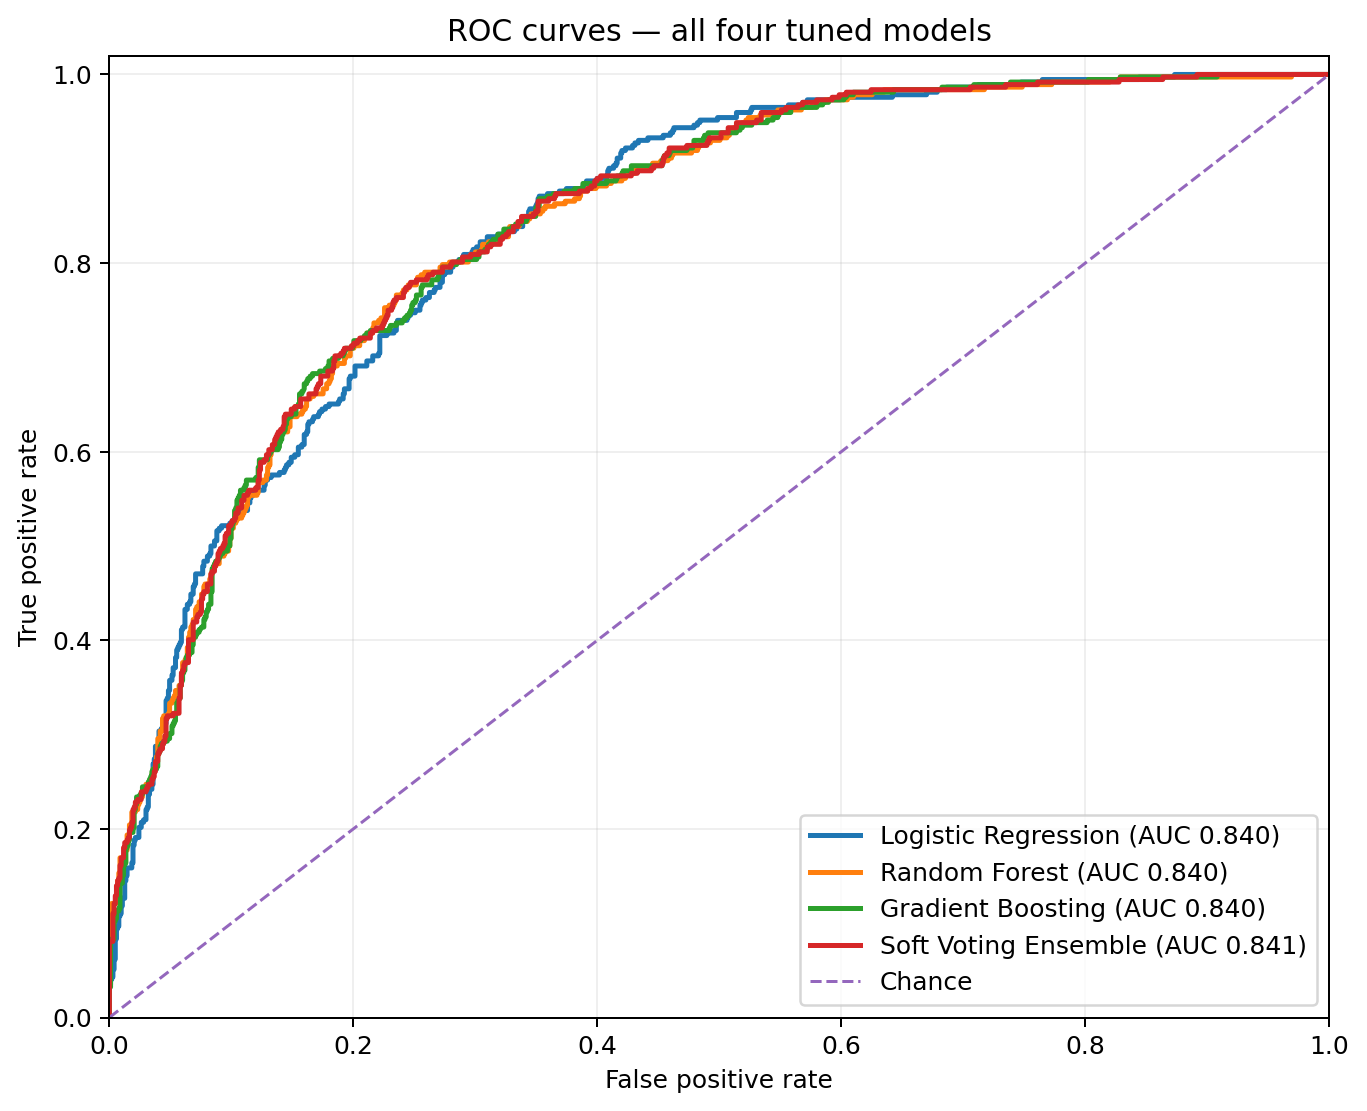 ROC curves — all four tuned models
True positive rate
1.0
0.8
0.6
0.4
0.2
0.0
Logistic Regression (AUC 0.840)
Random Forest (AUC 0.840)
Gradient Boosting (AUC 0.840)
Soft Voting Ensemble (AUC 0.841)
Chance
0.0 0.2 0.4 0.6 0.8 1.0
False positive rate